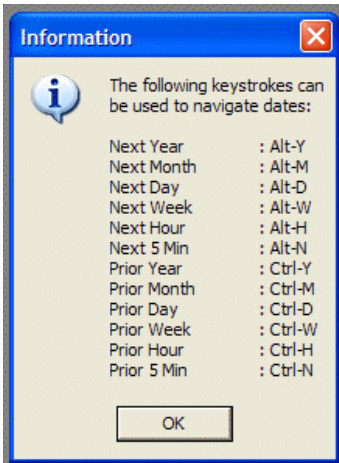 Information
The following keystrokes can
be used to navigate dates:
Next Year : Alt-Y
Next Month : Alt-M
Next Day : Alt-D
Next Week : Alt-W
Next Hour : Alt-H
Next 5 Min : Alt-N
Prior Year : Ctrl-Y
Prior Month : Ctrl-M
Prior Day : Ctrl-D
Prior Week : Ctrl-W
Prior Hour : Ctrl-H
Prior 5 Min : Ctrl-N
OK